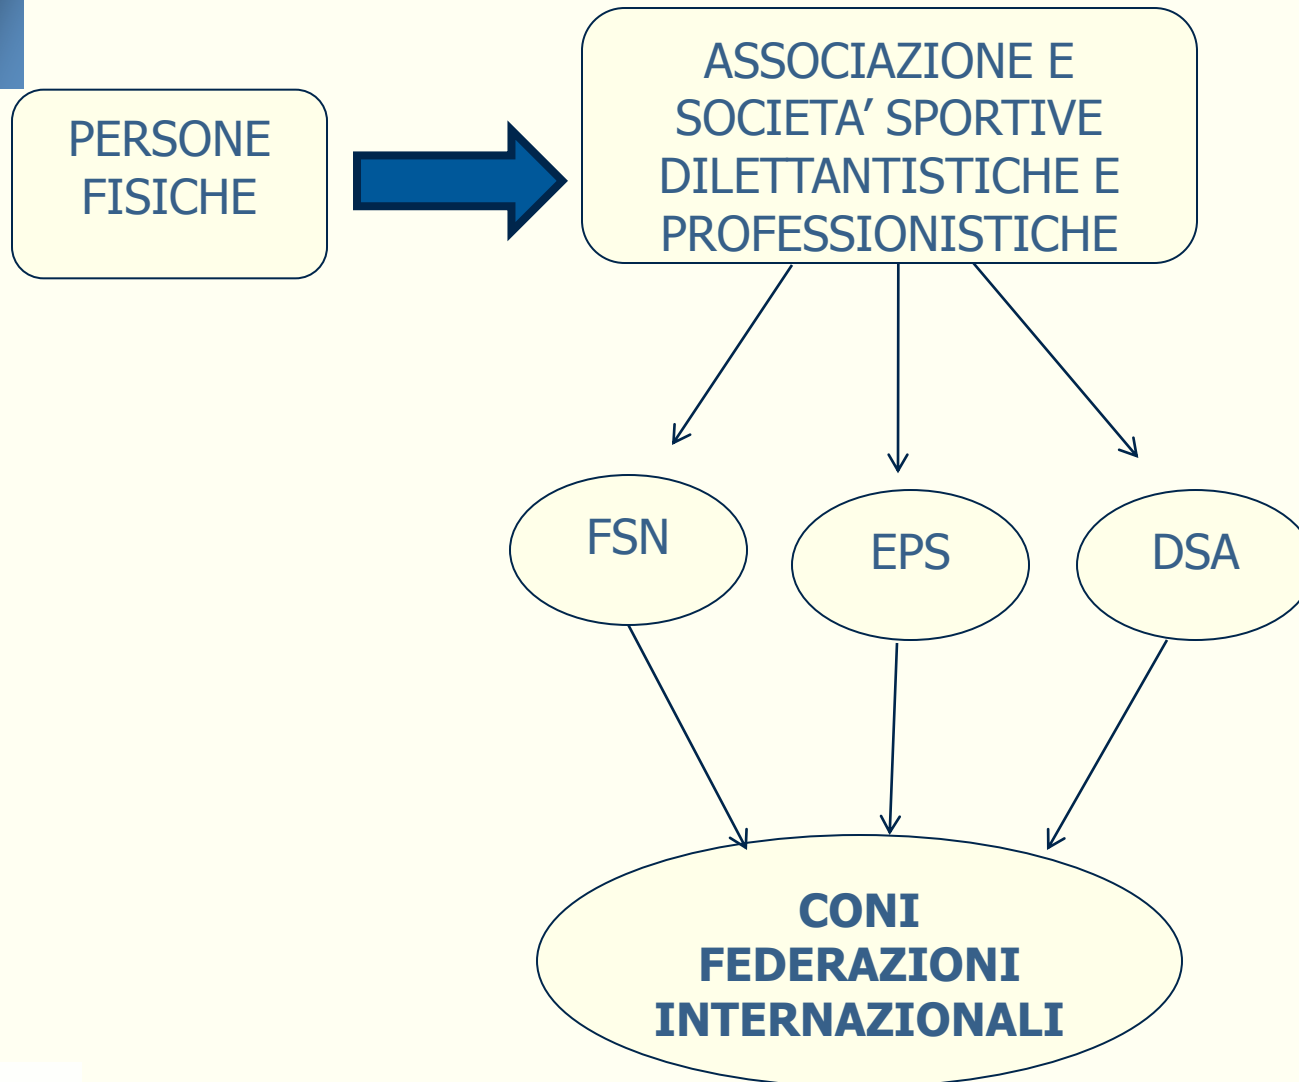 PERSONE
FISICHE
ASSOCIAZIONE E
SOCIETA’ SPORTIVE
DILETTANTISTICHE E
PROFESSIONISTICHE
FSN
EPS
DSA
CONI
FEDERAZIONI
INTERNAZIONALI